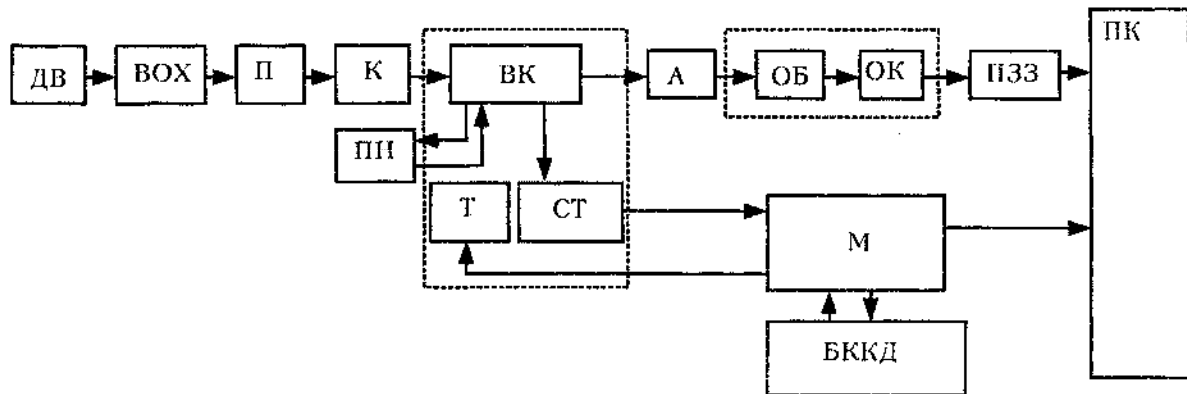 ПК
ДВ
ВОХ
П
К
ВК
А
ОБ
ОК
ПЗЗ
ПН
Т
СТ
М
БККД